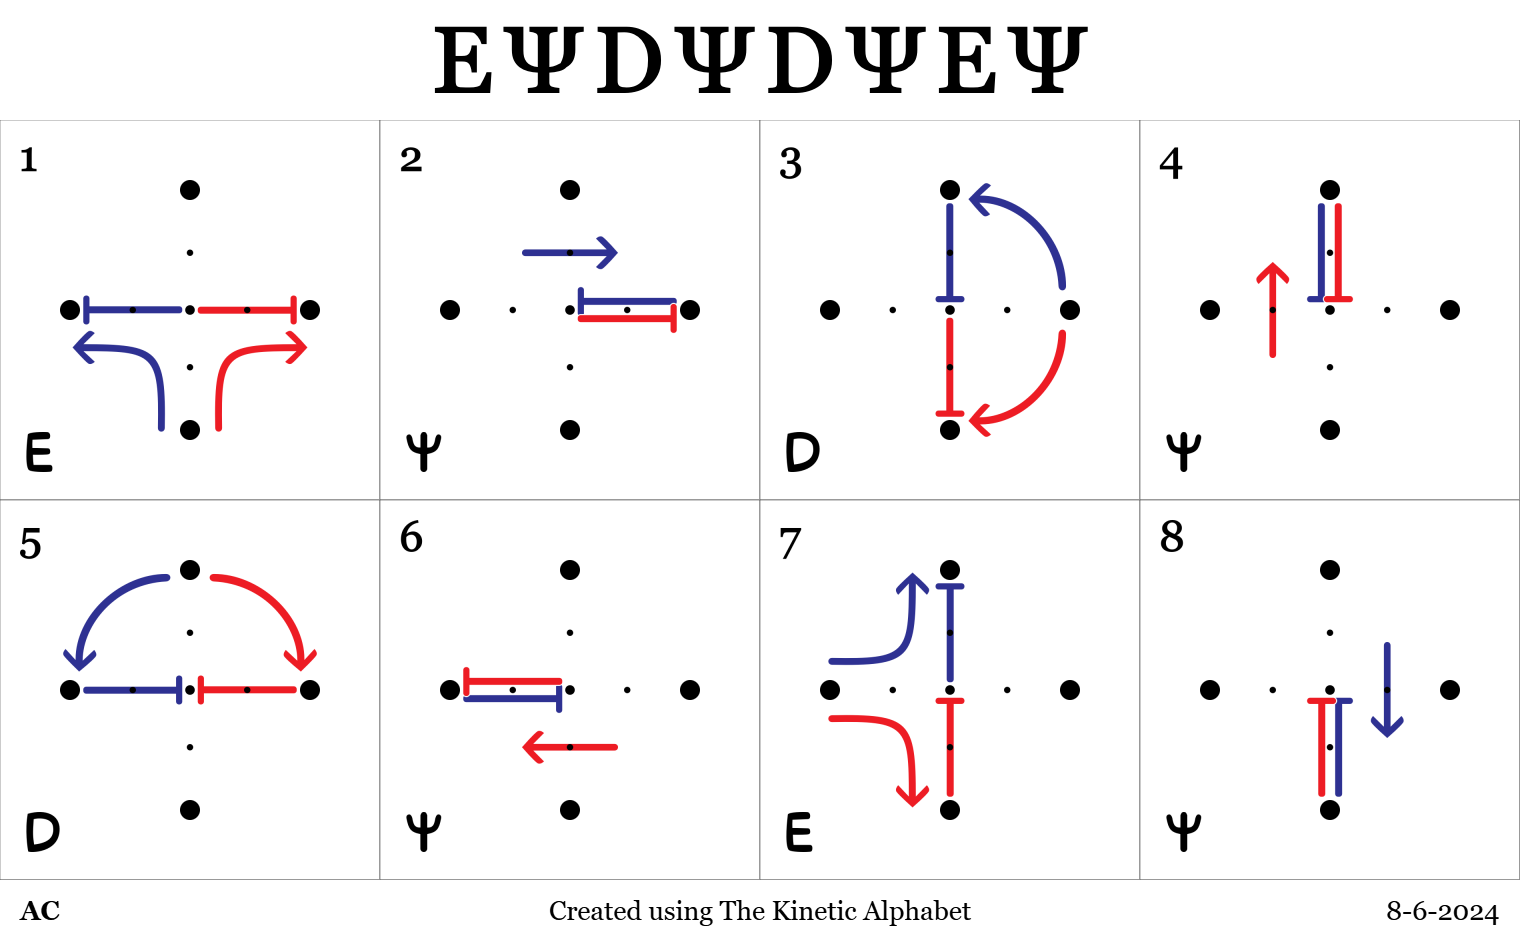 EΨDΨDΨEΨ
1 2 3 4
E Ψ D Ψ
5 6 7 8
D Ψ E Ψ
AC Created using The Kinetic Alphabet 8-6-2024